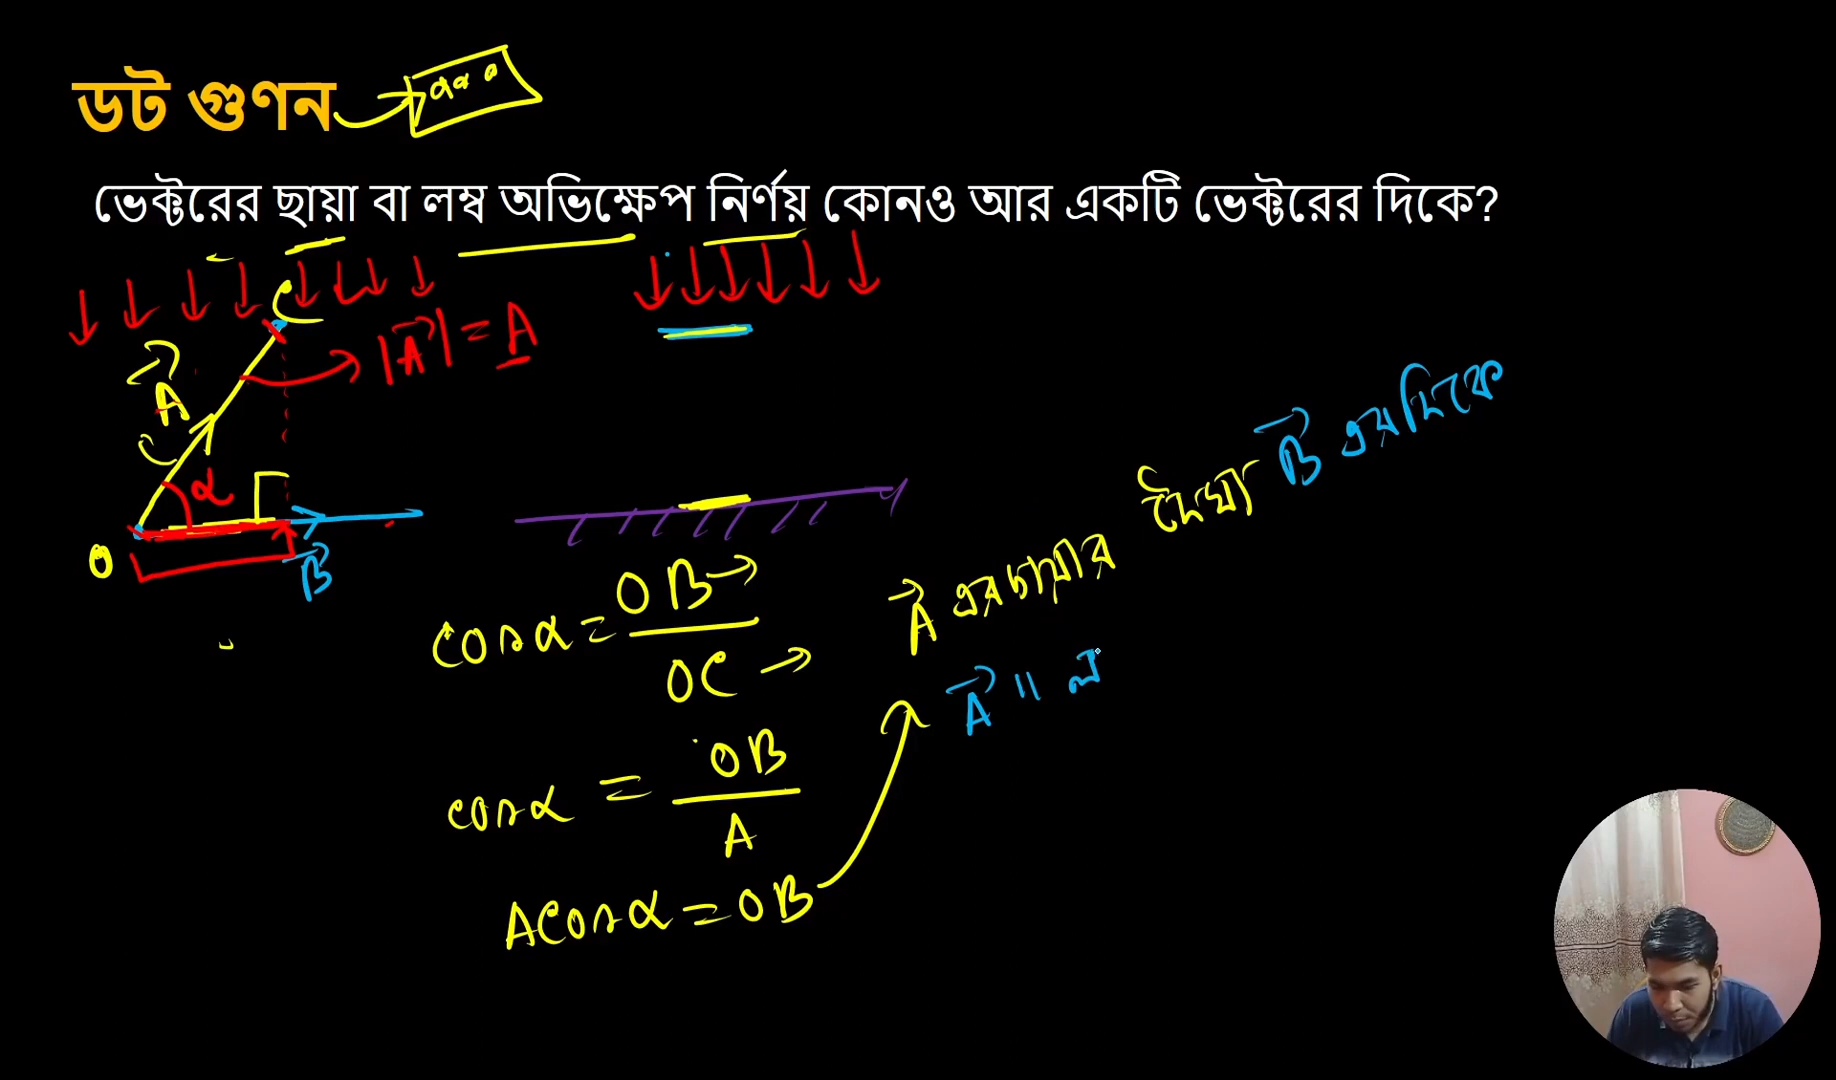 ডট গুণন
ভেক্টরের ছায়া বা লম্ব অভিক্ষেপ নির্ণয় কোনও আর একটি ভেক্টরের দিকে?
C
|A⃗| = A
A⃗
α
O
B⃗
cosα = OB / OC
A⃗ এর ছায়ার দৈর্ঘ্য B⃗ এর দিকে
A⃗ ॥
cosα = OB / A
Acosα = OB